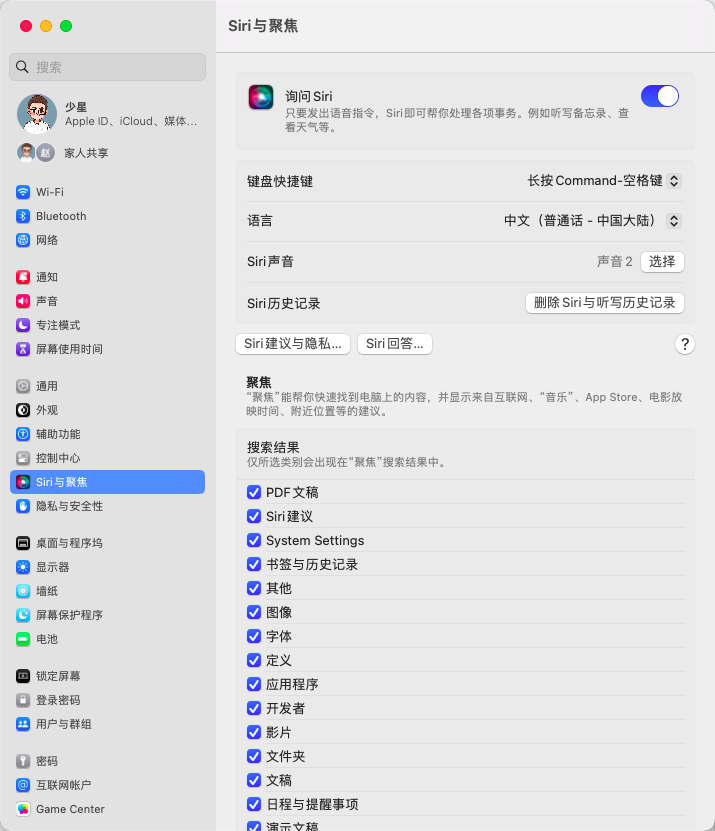 搜索
少星
Apple ID、iCloud、媒体...
赵
家人共享
Wi-Fi
Bluetooth
网络
通知
声音
专注模式
屏幕使用时间
通用
外观
辅助功能
控制中心
Siri与聚焦
隐私与安全性
桌面与程序坞
显示器
墙纸
屏幕保护程序
电池
锁定屏幕
登录密码
用户与群组
密码
互联网帐户
Game Center
Siri与聚焦
询问Siri
只要发出语音指令，Siri即可帮你处理各项事务。例如听写备忘录、查
看天气等。
键盘快捷键
长按Command-空格键
语言
中文（普通话 - 中国大陆）
Siri声音
声音2
选择
Siri历史记录
删除Siri与听写历史记录
Siri建议与隐私...
Siri回答...
?
聚焦
“聚焦”能帮你快速找到电脑上的内容，并显示来自互联网、“音乐”、App Store、电影放
映时间、附近位置等的建议。
搜索结果
仅所选类别会出现在“聚焦”搜索结果中。
PDF文稿
Siri建议
System Settings
书签与历史记录
其他
图像
字体
定义
应用程序
开发者
影片
文件夹
文稿
日程与提醒事项
演示文稿